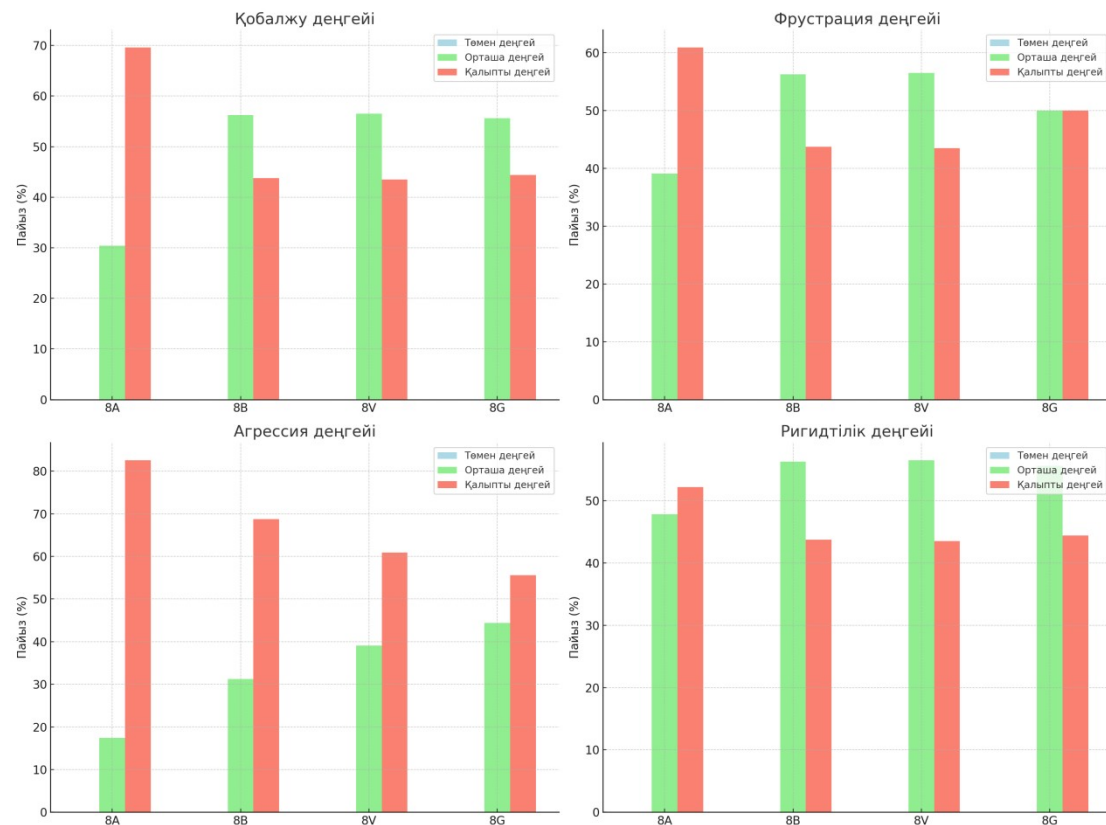 Қобалжу деңгейі
Пайыз (%)
70
60
50
40
30
20
10
0
Төмен деңгей
Орташа деңгей
Қалыпты деңгей
8A
8B
8V
8G
Фрустрация деңгейі
Пайыз (%)
60
50
40
30
20
10
0
Төмен деңгей
Орташа деңгей
Қалыпты деңгей
8A
8B
8V
8G
Агрессия деңгейі
Пайыз (%)
80
70
60
50
40
30
20
10
0
Төмен деңгей
Орташа деңгей
Қалыпты деңгей
8A
8B
8V
8G
Ригидтілік деңгейі
Пайыз (%)
50
40
30
20
10
0
Төмен деңгей
Орташа деңгей
Қалыпты деңгей
8A
8B
8V
8G